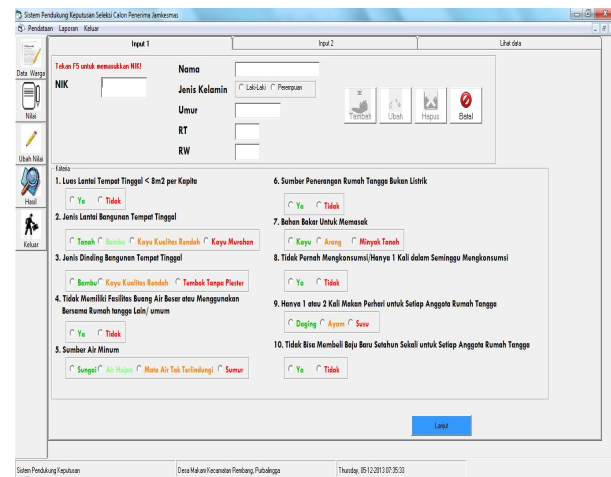 Sistem Pendukung Keputusan Seleksi Calon Penerima Jamkesmas
Pendataan Laporan Keluar
Input 1 Input 2 Lihat data
Data Warga
Nilai
Ubah Nilai
Hasil
Keluar
Tekan F5 untuk memasukkan NIK!
NIK
Nama
Jenis Kelamin Laki-Laki Perempuan
Umur
RT
RW
Tambah Ubah Hapus Batal
Kriteria
1. Luas Lantai Tempat Tinggal < 8m2 per Kapita
Ya Tidak
2. Jenis Lantai Bangunan Tempat Tinggal
Tanah Bambu Kayu Kualitas Rendah Kayu Murahan
3. Jenis Dinding Bangunan Tempat Tinggal
Bambu Kayu Kualitas Rendah Tembok Tanpa Plester
4. Tidak Memiliki Fasilitas Buang Air Besar atau Menggunakan
Bersama Rumah tangga Lain/ umum
Ya Tidak
5. Sumber Air Minum
Sungai Air Hujan Mata Air Tak Terlindungi Sumur
6. Sumber Penerangan Rumah Tangga Bukan Listrik
Ya Tidak
7. Bahan Bakar Untuk Memasak
Kayu Arang Minyak Tanah
8. Tidak Pernah Mengkonsumsi/Hanya 1 Kali dalam Seminggu Mengkonsumsi
Ya Tidak
9. Hanya 1 atau 2 Kali Makan Perhari untuk Setiap Anggota Rumah Tangga
Daging Ayam Susu
10. Tidak Bisa Membeli Baju Baru Setahun Sekali untuk Setiap Anggota Rumah Tangga
Ya Tidak
Lanjut
Sistem Pendukung Keputusan Desa Makam Kecamatan Rembang, Purbalingga Thursday, 05-12-2013 07:35:33